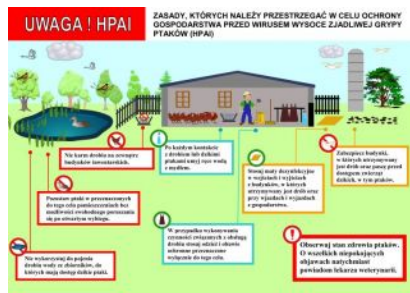 UWAGA ! HPAI
ZASADY, KTÓRYCH NALEŻY PRZESTRZEGAĆ W CELU OCHRONY
GOSPODARSTWA PRZED WIRUSEM WYSOCE ZJADLIWEJ GRYPY
PTAKÓW (HPAI)
Nie karm drobiu na zewnątrz
budynków inwentarskich.
Po każdym kontakcie
z drobiem lub dzikimi
ptakami umyj ręce wodą
z mydłem.
Stosuj maty dezynfekcyjne
w wejściach i wyjściach
z budynków, w których
utrzymywany jest drób oraz
przy wjazdach i wyjazdach
z gospodarstwa.
Zabezpiecz budynki,
w których utrzymywany
jest drób oraz paszę przed
dostępem zwierząt
dzikich, w tym ptaków.
Pozostaw ptaki w przeznaczonych
do tego pomieszczeniach bez
możliwości swobodnego poruszania
się po otwartym wybiegu.
W przypadku wykonywania
czynności związanych z obsługą
drobiu stosuj odzież i obuwie
ochronne przeznaczone
wyłącznie do tego celu.
Nie wykorzystuj do pojenia
drobiu wody ze zbiorników, do
których mają dostęp dzikie ptaki.
Obserwuj stan zdrowia ptaków.
O wszelkich niepokojących
objawach natychmiast
powiadom lekarza weterynarii.